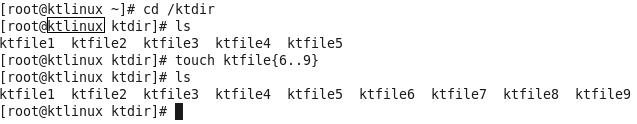 [root@ktlinux ~]# cd /ktdir
[root@ktlinux ktdir]# ls
ktfile1  ktfile2  ktfile3  ktfile4  ktfile5
[root@ktlinux ktdir]# touch ktfile{6..9}
[root@ktlinux ktdir]# ls
ktfile1  ktfile2  ktfile3  ktfile4  ktfile5  ktfile6  ktfile7  ktfile8  ktfile9
[root@ktlinux ktdir]#